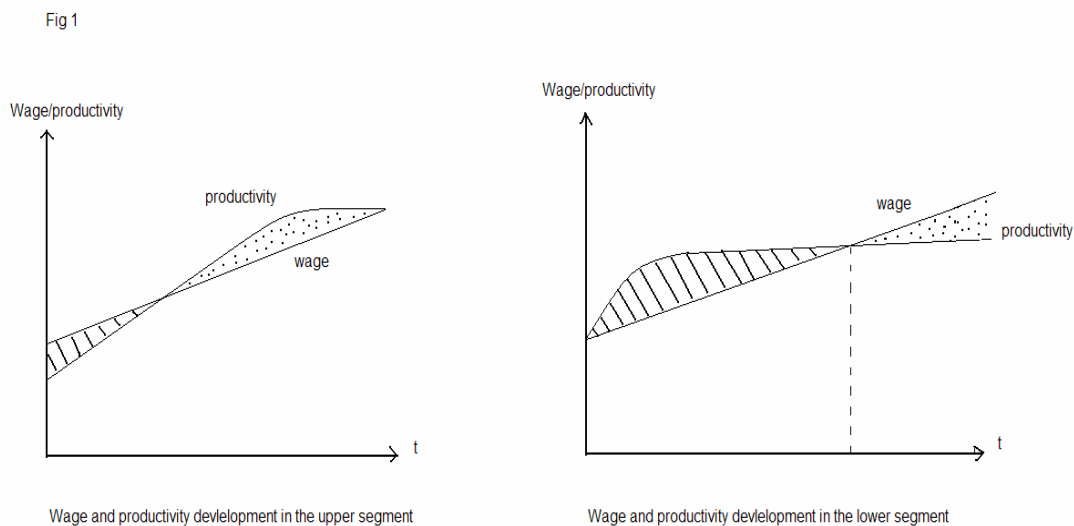 Fig 1
Wage/productivity
productivity
wage
t
Wage and productivity devlelopment in the upper segment
Wage/productivity
wage
productivity
t
Wage and productivity devlelopment in the lower segment